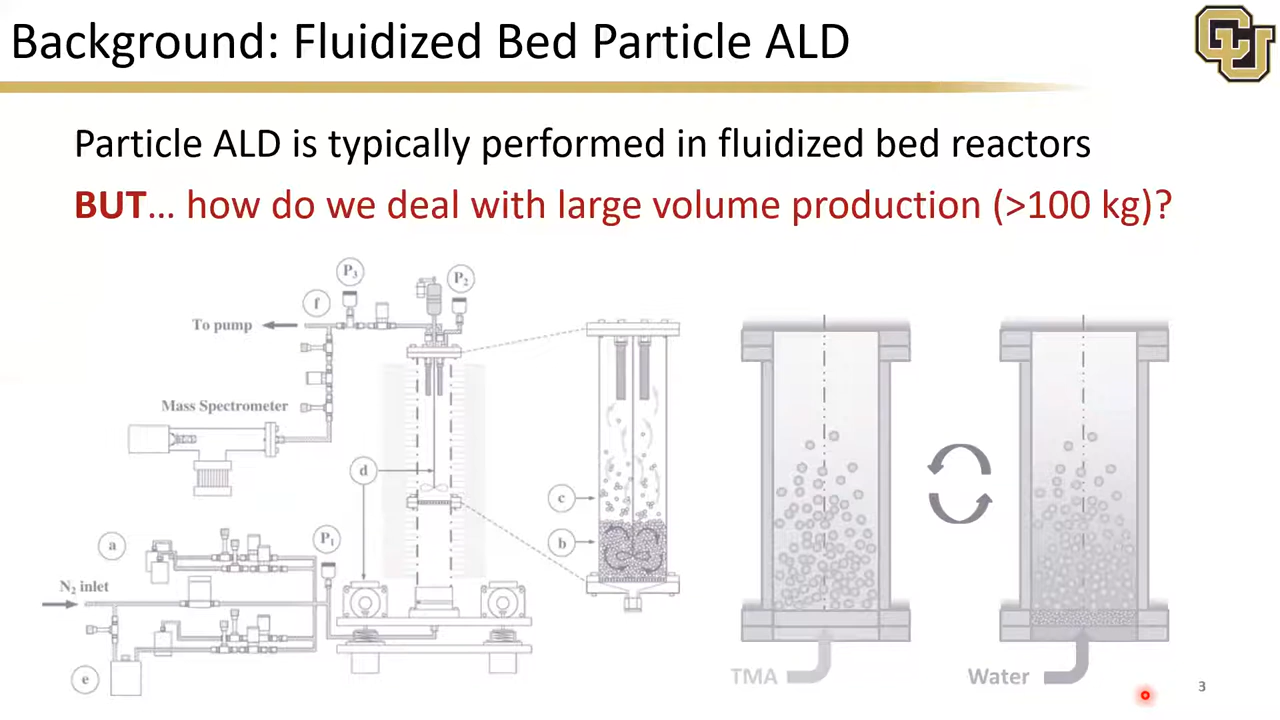 Background: Fluidized Bed Particle ALD
CU
Particle ALD is typically performed in fluidized bed reactors
BUT... how do we deal with large volume production (>100 kg)?
P3
P2
f
To pump
Mass Spectrometer
d
c
b
a
P1
N2 inlet
e
TMA
Water
3